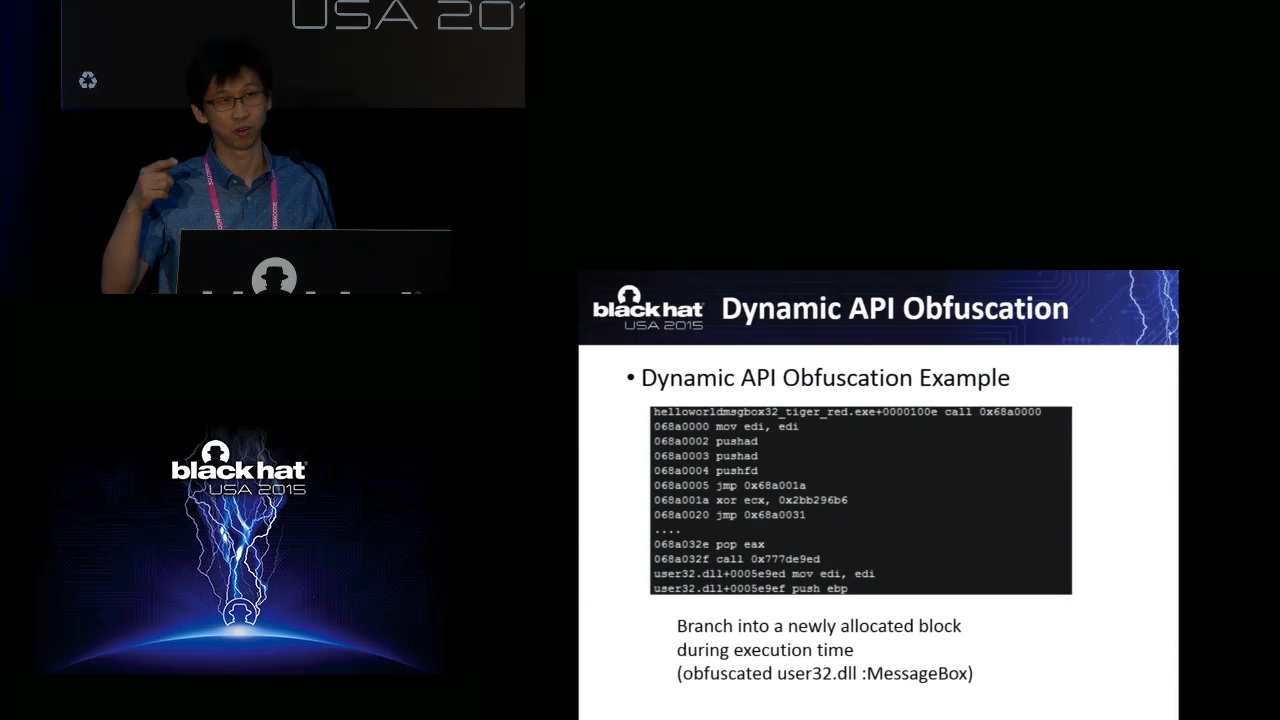 USA 20
black hat
USA 2015
Dynamic API Obfuscation
• Dynamic API Obfuscation Example
helloworldmsgbox32_tiger_red.exe+0000100e call 0x68a0000
068a0000 mov edi, edi
068a0002 pushad
068a0003 pushad
068a0004 pushfd
068a0005 jmp 0x68a001a
068a001a xor ecx, 0x2bb296b6
068a0020 jmp 0x68a0031
....
068a032e pop eax
068a032f call 0x777de9ed
user32.dll+0005e9ed mov edi, edi
user32.dll+0005e9ef push ebp
Branch into a newly allocated block
during execution time
(obfuscated user32.dll :MessageBox)
black hat
USA 2015